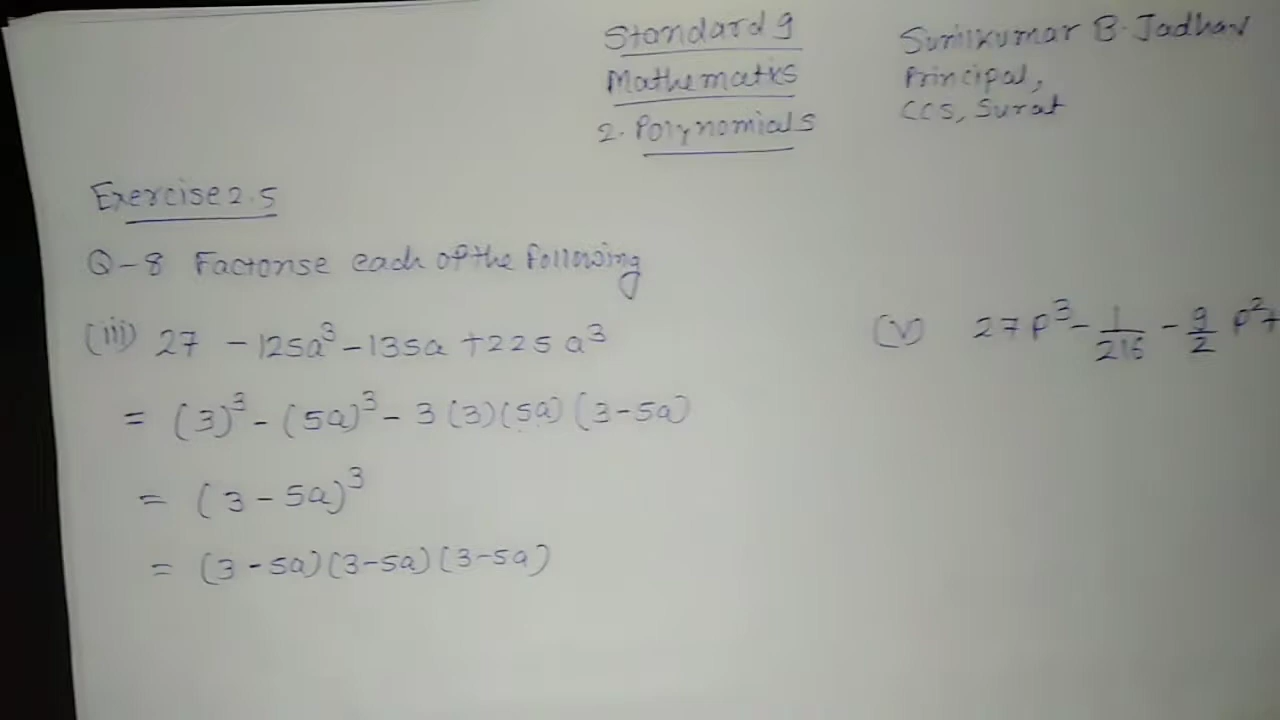 Standard 9
Mathematics
2. Polynomials
Sunilkumar B. Jadhav
Principal,
CCS, Surat
Exercise 2.5
Q-8 Factorise each of the following
(iii) 27 - 125a³ - 135a + 225a³
= (3)³ - (5a)³ - 3(3)(5a)(3-5a)
= (3 - 5a)³
= (3 - 5a)(3-5a)(3-5a)
(V) 27p³ - 1/216 - 9/2 p² +